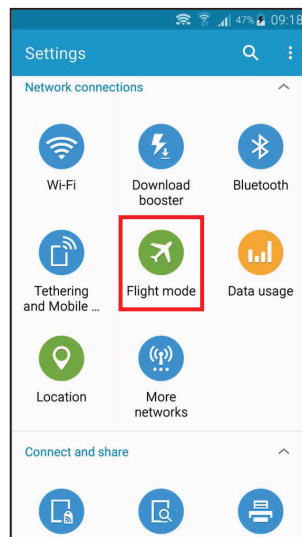 47% 09:18
Settings
Network connections
Wi-Fi
Download
booster
Bluetooth
Tethering
and Mobile ...
Flight mode
Data usage
Location
More
networks
Connect and share